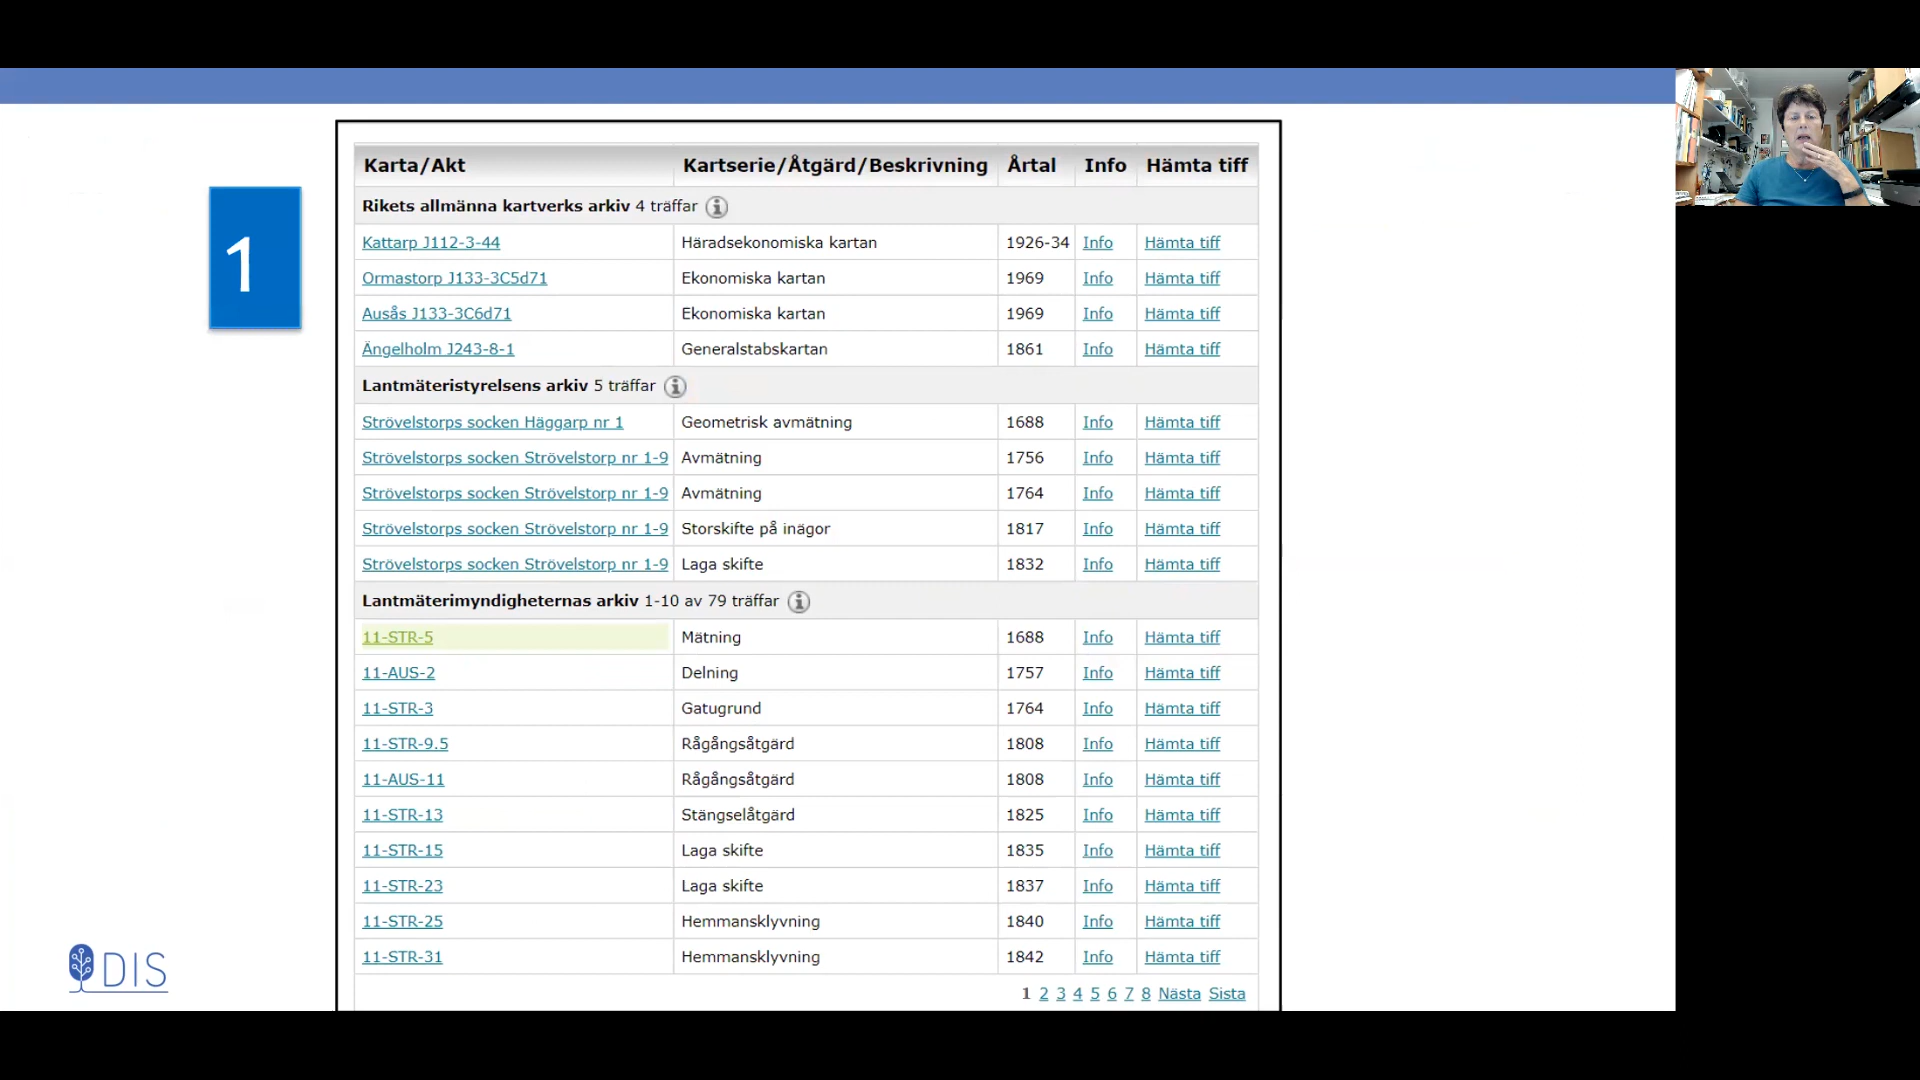 1
Karta/Akt Kartserie/Åtgärd/Beskrivning Årtal Info Hämta tiff
Rikets allmänna kartverks arkiv 4 träffar
Kattarp J112-3-44 Häradsekonomiska kartan 1926-34 Info Hämta tiff
Ormastorp J133-3C5d71 Ekonomiska kartan 1969 Info Hämta tiff
Ausås J133-3C6d71 Ekonomiska kartan 1969 Info Hämta tiff
Ängelholm J243-8-1 Generalstabskartan 1861 Info Hämta tiff
Lantmäteristyrelsens arkiv 5 träffar
Strövelstorps socken Häggarp nr 1 Geometrisk avmätning 1688 Info Hämta tiff
Strövelstorps socken Strövelstorp nr 1-9 Avmätning 1756 Info Hämta tiff
Strövelstorps socken Strövelstorp nr 1-9 Avmätning 1764 Info Hämta tiff
Strövelstorps socken Strövelstorp nr 1-9 Storskifte på inägor 1817 Info Hämta tiff
Strövelstorps socken Strövelstorp nr 1-9 Laga skifte 1832 Info Hämta tiff
Lantmäterimyndigheternas arkiv 1-10 av 79 träffar
11-STR-5 Mätning 1688 Info Hämta tiff
11-AUS-2 Delning 1757 Info Hämta tiff
11-STR-3 Gatugrund 1764 Info Hämta tiff
11-STR-9.5 Rågångsåtgärd 1808 Info Hämta tiff
11-AUS-11 Rågångsåtgärd 1808 Info Hämta tiff
11-STR-13 Stängselåtgärd 1825 Info Hämta tiff
11-STR-15 Laga skifte 1835 Info Hämta tiff
11-STR-23 Laga skifte 1837 Info Hämta tiff
11-STR-25 Hemmansklyvning 1840 Info Hämta tiff
11-STR-31 Hemmansklyvning 1842 Info Hämta tiff
1 2 3 4 5 6 7 8 Nästa Sista
DIS